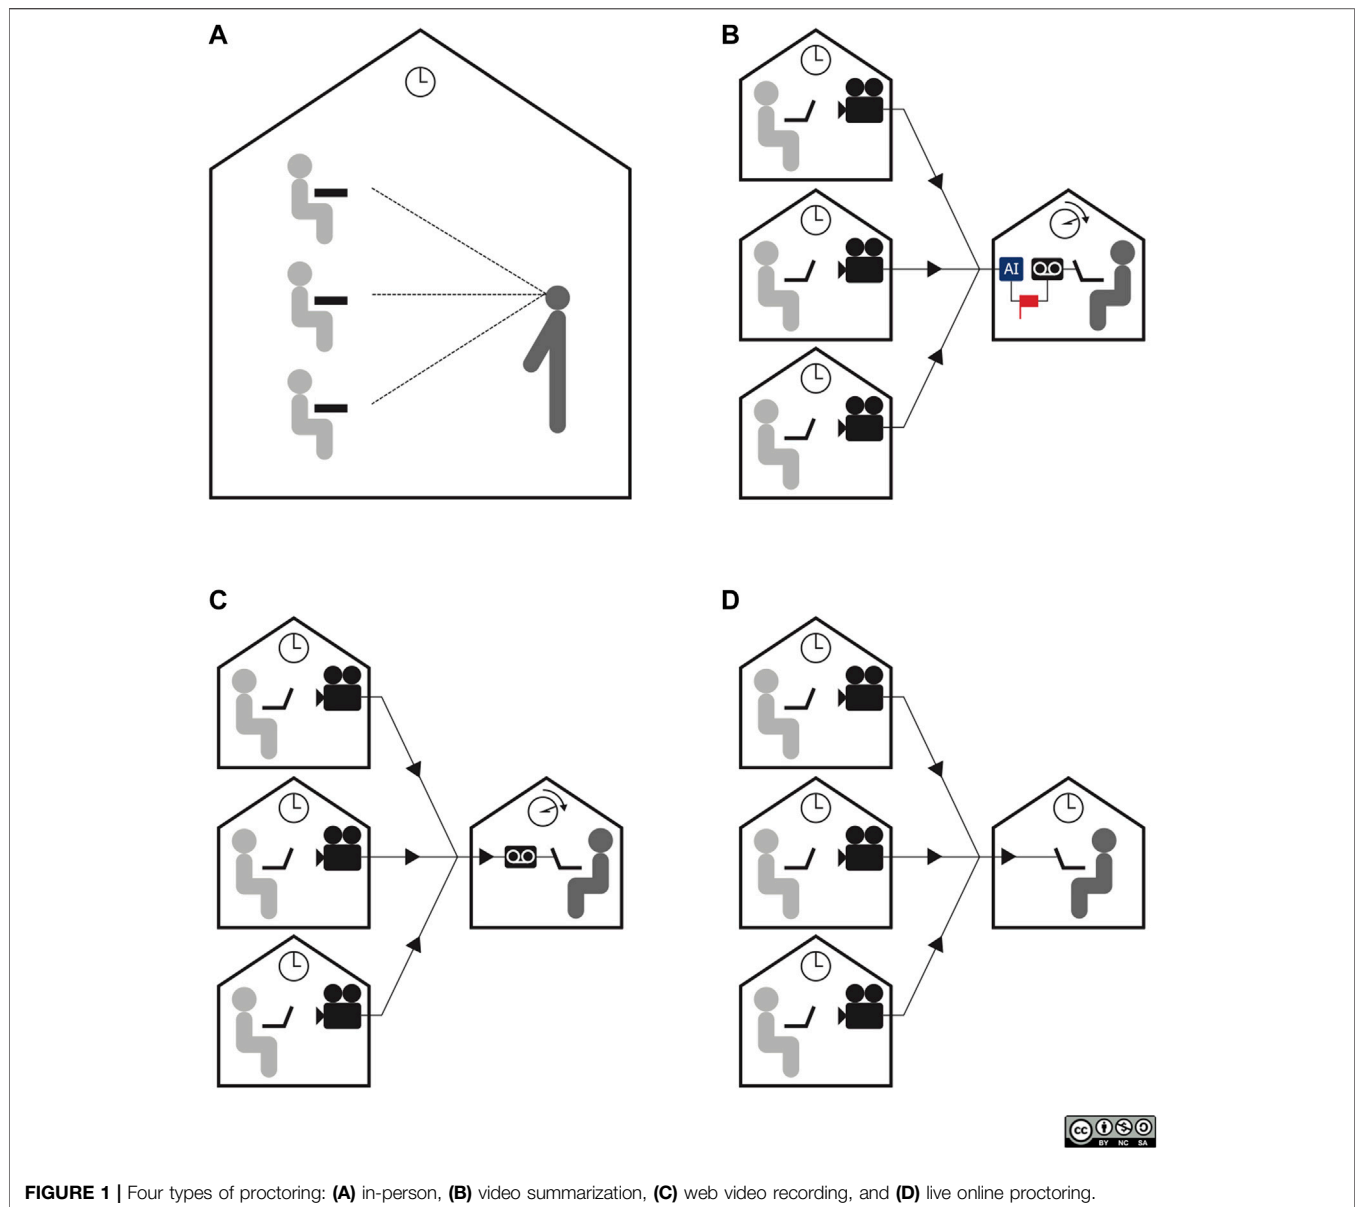 A
B
AI
C
D
cc
BY NC SA
FIGURE 1 | Four types of proctoring: (A) in-person, (B) video summarization, (C) web video recording, and (D) live online proctoring.